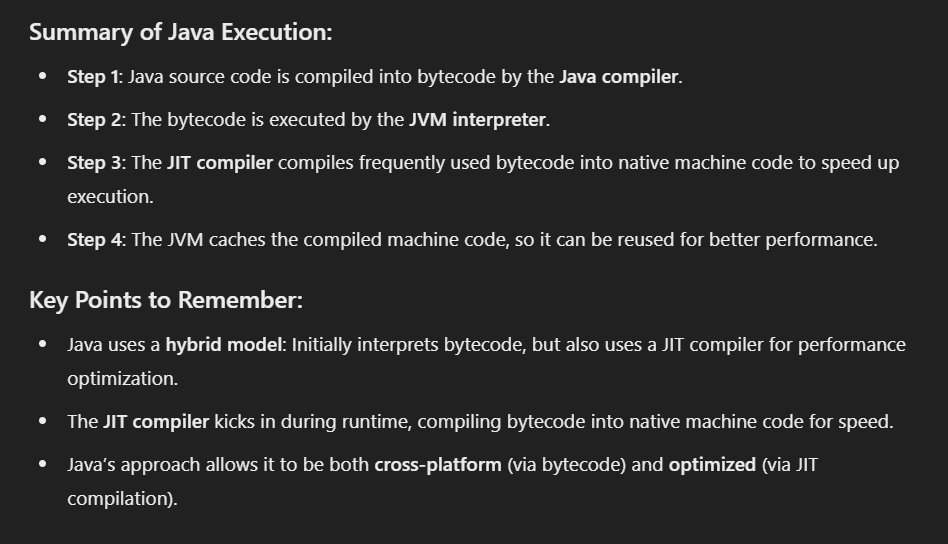 Summary of Java Execution:
• Step 1: Java source code is compiled into bytecode by the Java compiler.
• Step 2: The bytecode is executed by the JVM interpreter.
• Step 3: The JIT compiler compiles frequently used bytecode into native machine code to speed up
execution.
• Step 4: The JVM caches the compiled machine code, so it can be reused for better performance.
Key Points to Remember:
• Java uses a hybrid model: Initially interprets bytecode, but also uses a JIT compiler for performance
optimization.
• The JIT compiler kicks in during runtime, compiling bytecode into native machine code for speed.
• Java's approach allows it to be both cross-platform (via bytecode) and optimized (via JIT
compilation).